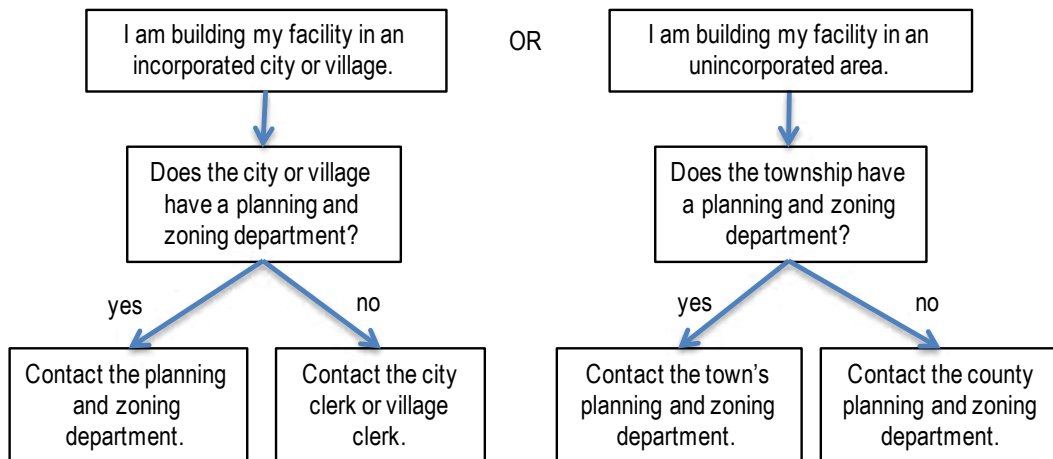 I am building my facility in an
incorporated city or village.
OR
I am building my facility in an
unincorporated area.
Does the city or village
have a planning and
zoning department?
Does the township have
a planning and zoning
department?
yes
no
yes
no
Contact the planning
and zoning
department.
Contact the city
clerk or village
clerk.
Contact the town’s
planning and zoning
department.
Contact the county
planning and zoning
department.